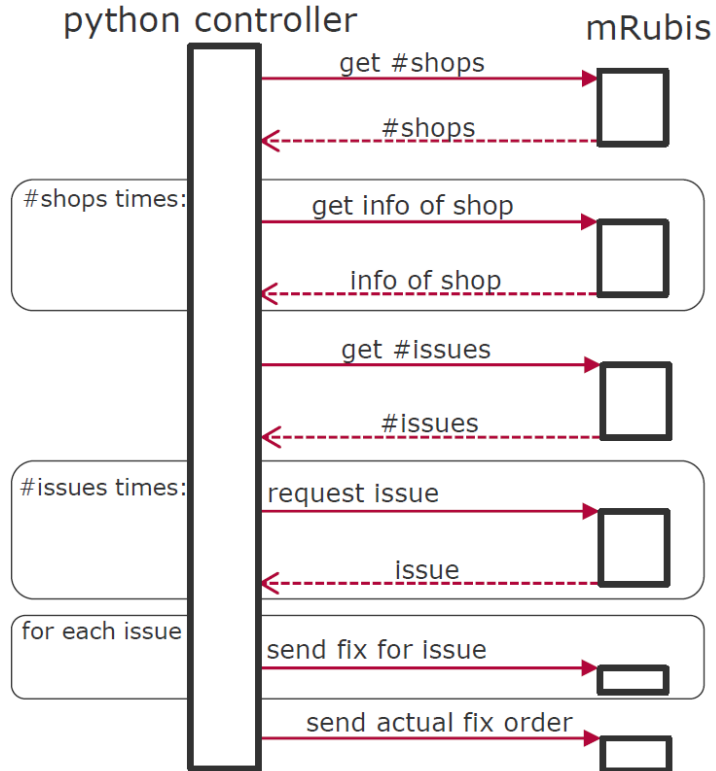 python controller
mRubis
get #shops
#shops
#shops times:
get info of shop
info of shop
get #issues
#issues
#issues times:
request issue
issue
for each issue
send fix for issue
send actual fix order